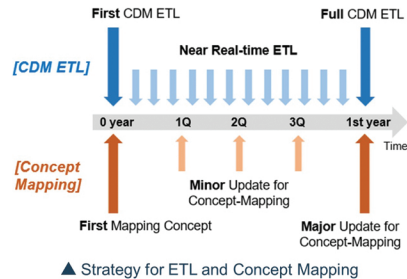 First CDM ETL
Full CDM ETL
Near Real-time ETL
[CDM ETL]
0 year
1Q
2Q
3Q
1st year
Time
[Concept
Mapping]
Minor Update for
Concept-Mapping
First Mapping Concept
Major Update for
Concept-Mapping
▲ Strategy for ETL and Concept Mapping